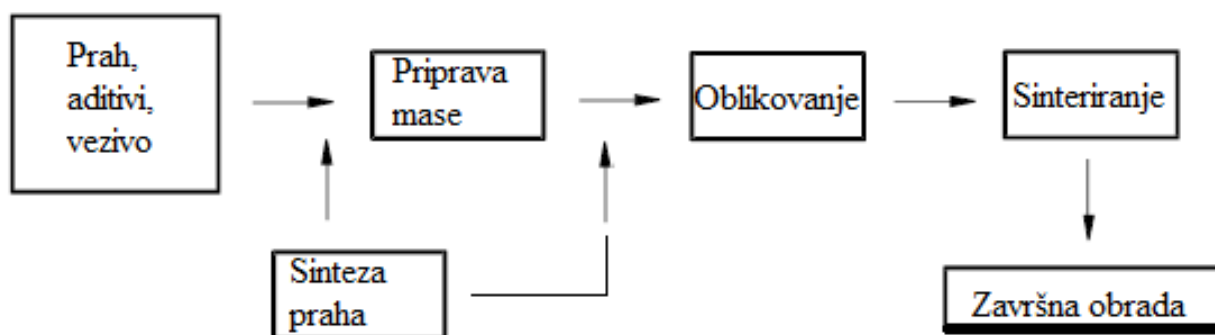 Prah,
aditivi,
vezivo
Priprava
mase
Oblikovanje
Sinteriranje
Sinteza
praha
Završna obrada